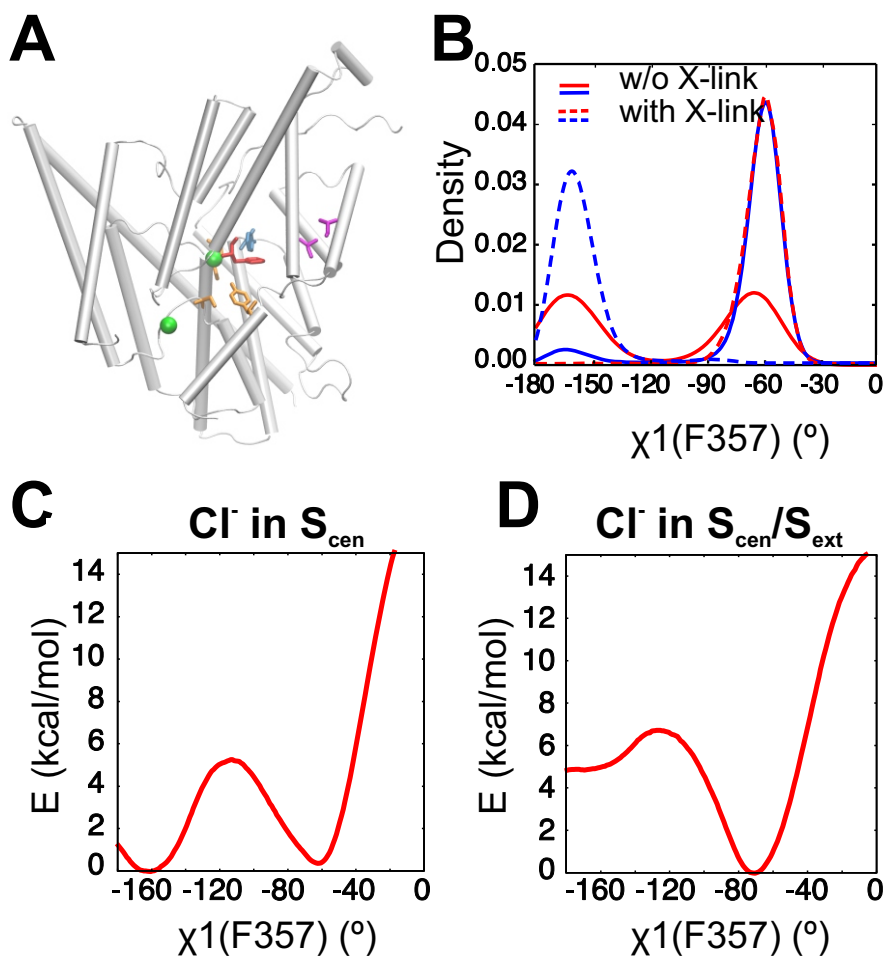 A
B
0.05
0.04
0.03
0.02
0.01
0.00
Density
w/o X-link
with X-link
-180 -150 -120 -90 -60 -30 0
χ1(F357) (º)
C
Cl⁻ in Scen
14
12
10
8
6
4
2
0
E (kcal/mol)
-160 -120 -80 -40 0
χ1(F357) (º)
D
Cl⁻ in Scen/Sext
14
12
10
8
6
4
2
0
E (kcal/mol)
-160 -120 -80 -40 0
χ1(F357) (º)